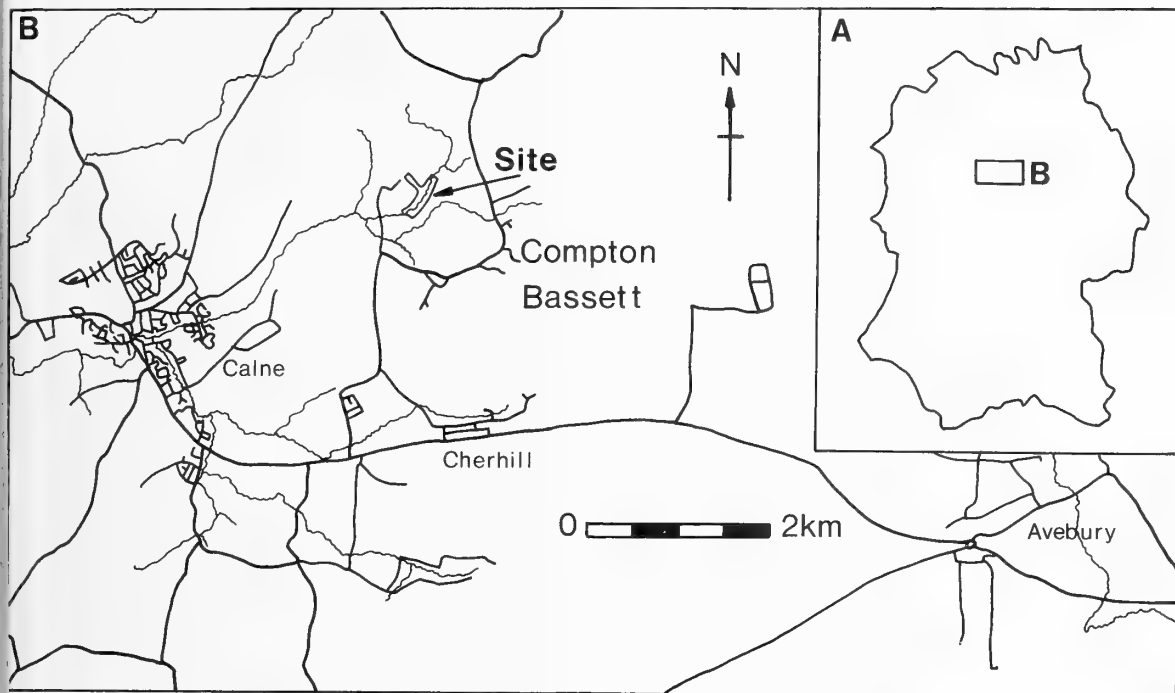 B
A
N
B
Site
Compton
Bassett
Calne
Cherhill
0 2km
Avebury